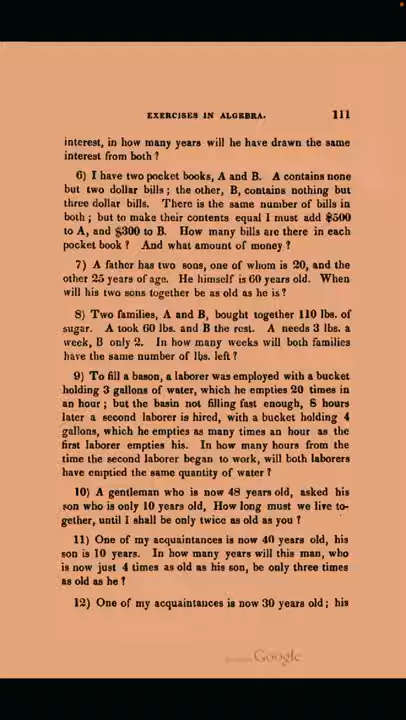 EXERCISES IN ALGEBRA. 111
interest, in how many years will he have drawn the same
interest from both ?
6) I have two pocket books, A and B. A contains none
but two dollar bills ; the other, B, contains nothing but
three dollar bills. There is the same number of bills in
both ; but to make their contents equal I must add $500
to A, and $300 to B. How many bills are there in each
pocket book ? And what amount of money ?
7) A father has two sons, one of whom is 20, and the
other 25 years of age. He himself is 60 years old. When
will his two sons together be as old as he is ?
8) Two families, A and B, bought together 110 lbs. of
sugar. A took 60 lbs. and B the rest. A needs 3 lbs. a
week, B only 2. In how many weeks will both families
have the same number of lbs. left ?
9) To fill a bason, a laborer was employed with a bucket
holding 3 gallons of water, which he empties 20 times in
an hour ; but the basin not filling fast enough, 8 hours
later a second laborer is hired, with a bucket holding 4
gallons, which he empties as many times an hour as the
first laborer empties his. In how many hours from the
time the second laborer began to work, will both laborers
have emptied the same quantity of water ?
10) A gentleman who is now 48 years old, asked his
son who is only 10 years old, How long must we live to-
gether, until I shall be only twice as old as you ?
11) One of my acquaintances is now 40 years old, his
son is 10 years. In how many years will this man, who
is now just 4 times as old as his son, be only three times
as old as he ?
12) One of my acquaintances is now 30 years old ; his
Google